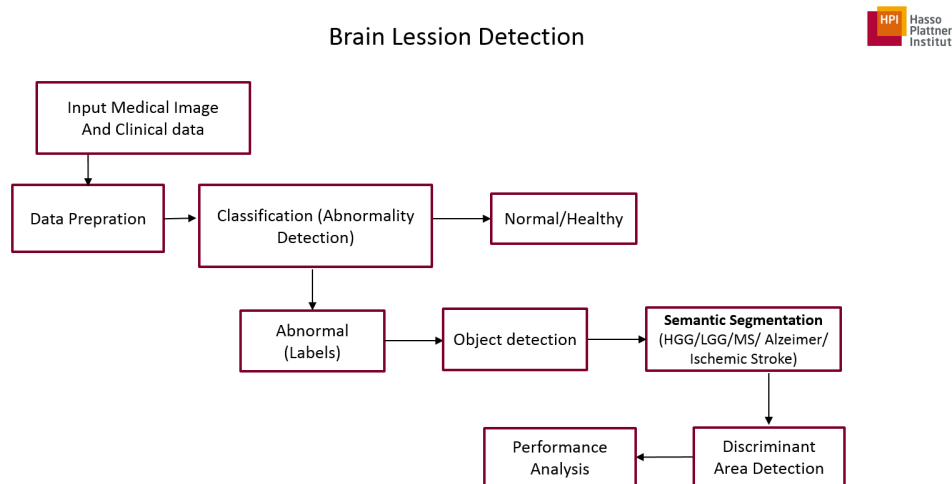 Brain Lession Detection
HPI
Hasso
Plattner
Institut
Input Medical Image
And Clinical data
Data Prepration
Classification (Abnormality
Detection)
Normal/Healthy
Abnormal
(Labels)
Object detection
Semantic Segmentation
(HGG/LGG/MS/ Alzeimer/
Ischemic Stroke)
Performance
Analysis
Discriminant
Area Detection